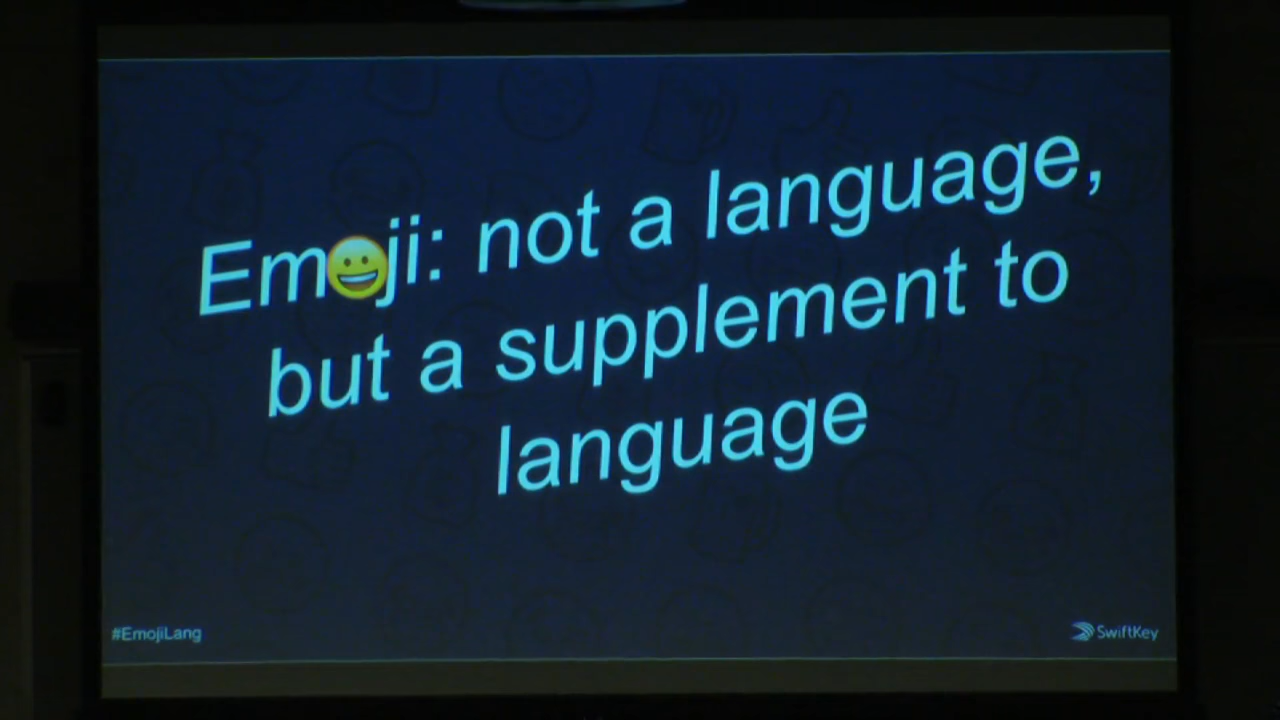 Em😀ji: not a language,
but a supplement to
language
#EmojiLang
SwiftKey